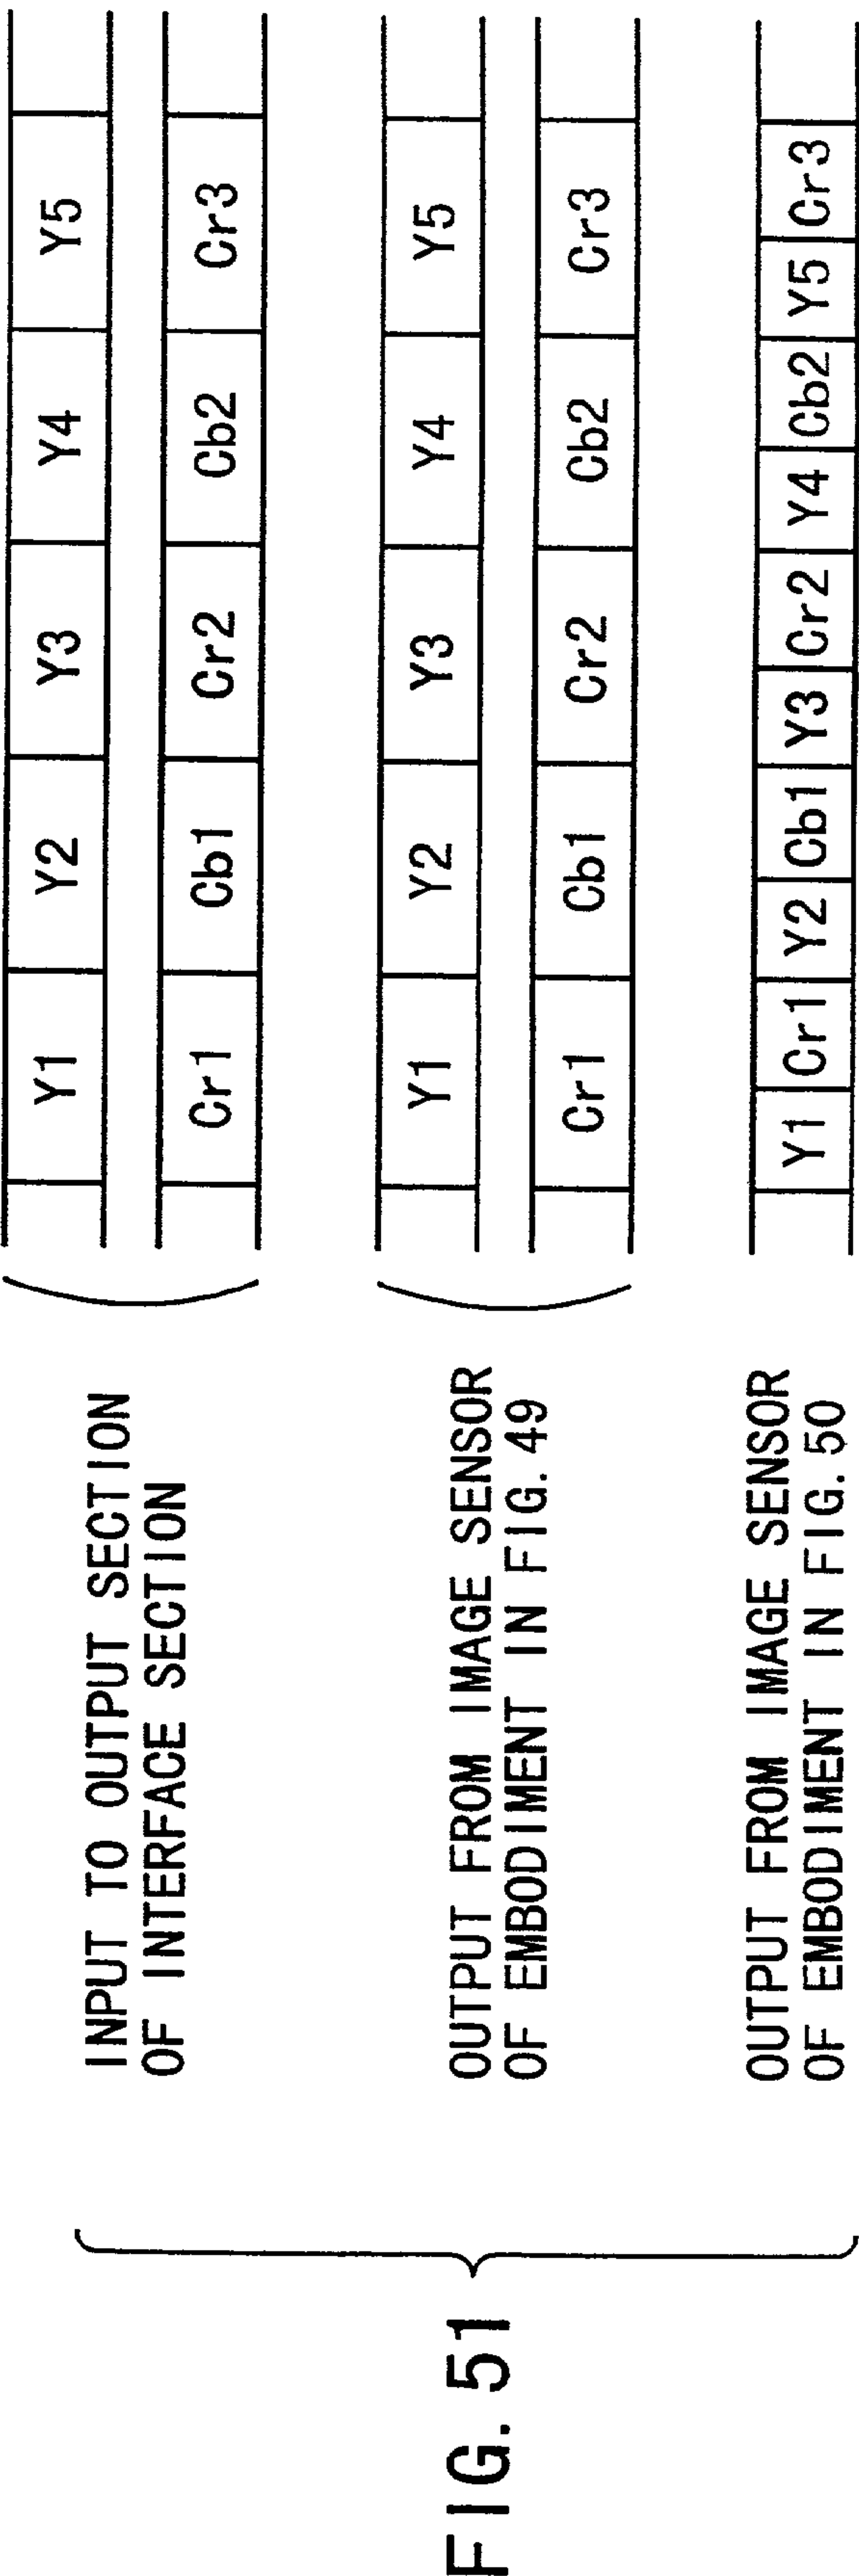 FIG. 51
INPUT TO OUTPUT SECTION
OF INTERFACE SECTION
Y1 Y2 Y3 Y4 Y5
Cr1 Cb1 Cr2 Cb2 Cr3
OUTPUT FROM IMAGE SENSOR
OF EMBODIMENT IN FIG. 49
Y1 Y2 Y3 Y4 Y5
Cr1 Cb1 Cr2 Cb2 Cr3
OUTPUT FROM IMAGE SENSOR
OF EMBODIMENT IN FIG. 50
Y1 Cr1 Y2 Cb1 Y3 Cr2 Y4 Cb2 Y5 Cr3